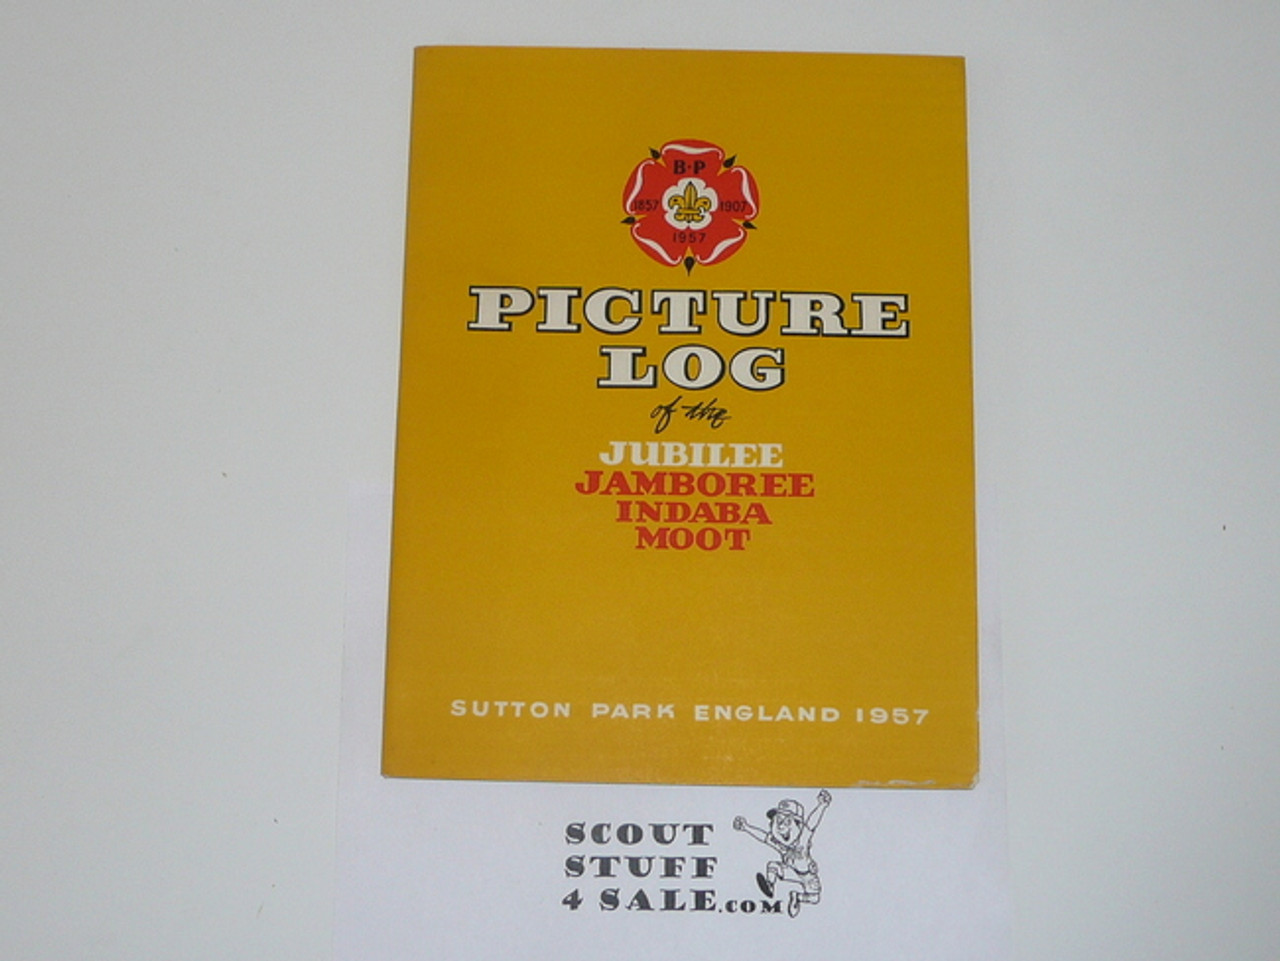 B·P
1857 1907
1957
PICTURE
LOG
of the
JUBILEE
JAMBOREE
INDABA
MOOT
SUTTON PARK ENGLAND 1957
SCOUT
STUFF
4 SALE.COM